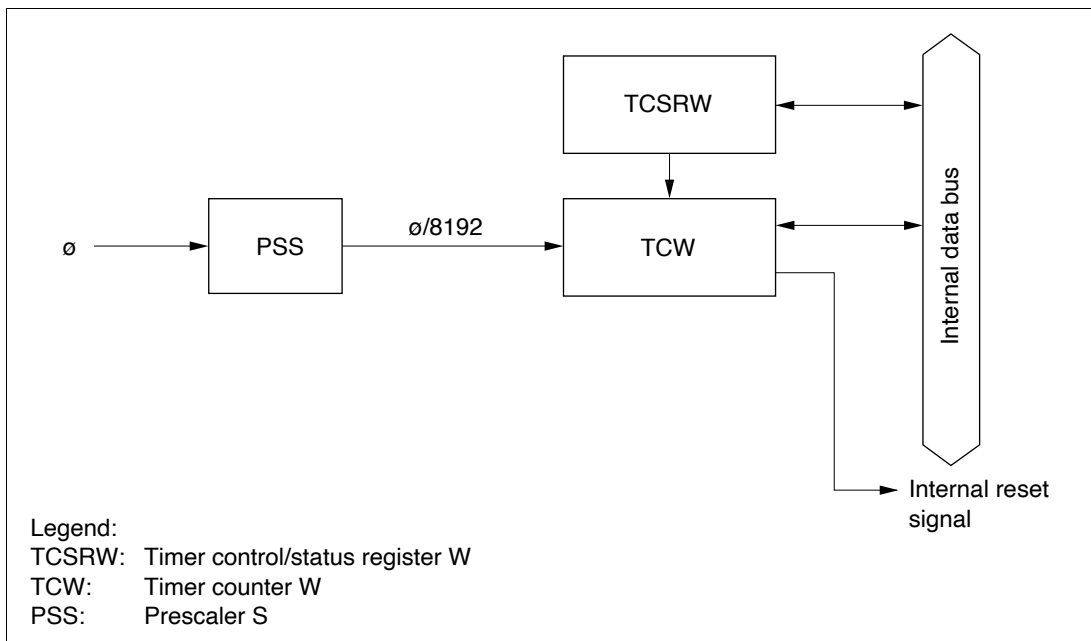 TCSRW
ø
PSS
ø/8192
TCW
Internal data bus
Internal reset
signal
Legend:
TCSRW: Timer control/status register W
TCW: Timer counter W
PSS: Prescaler S